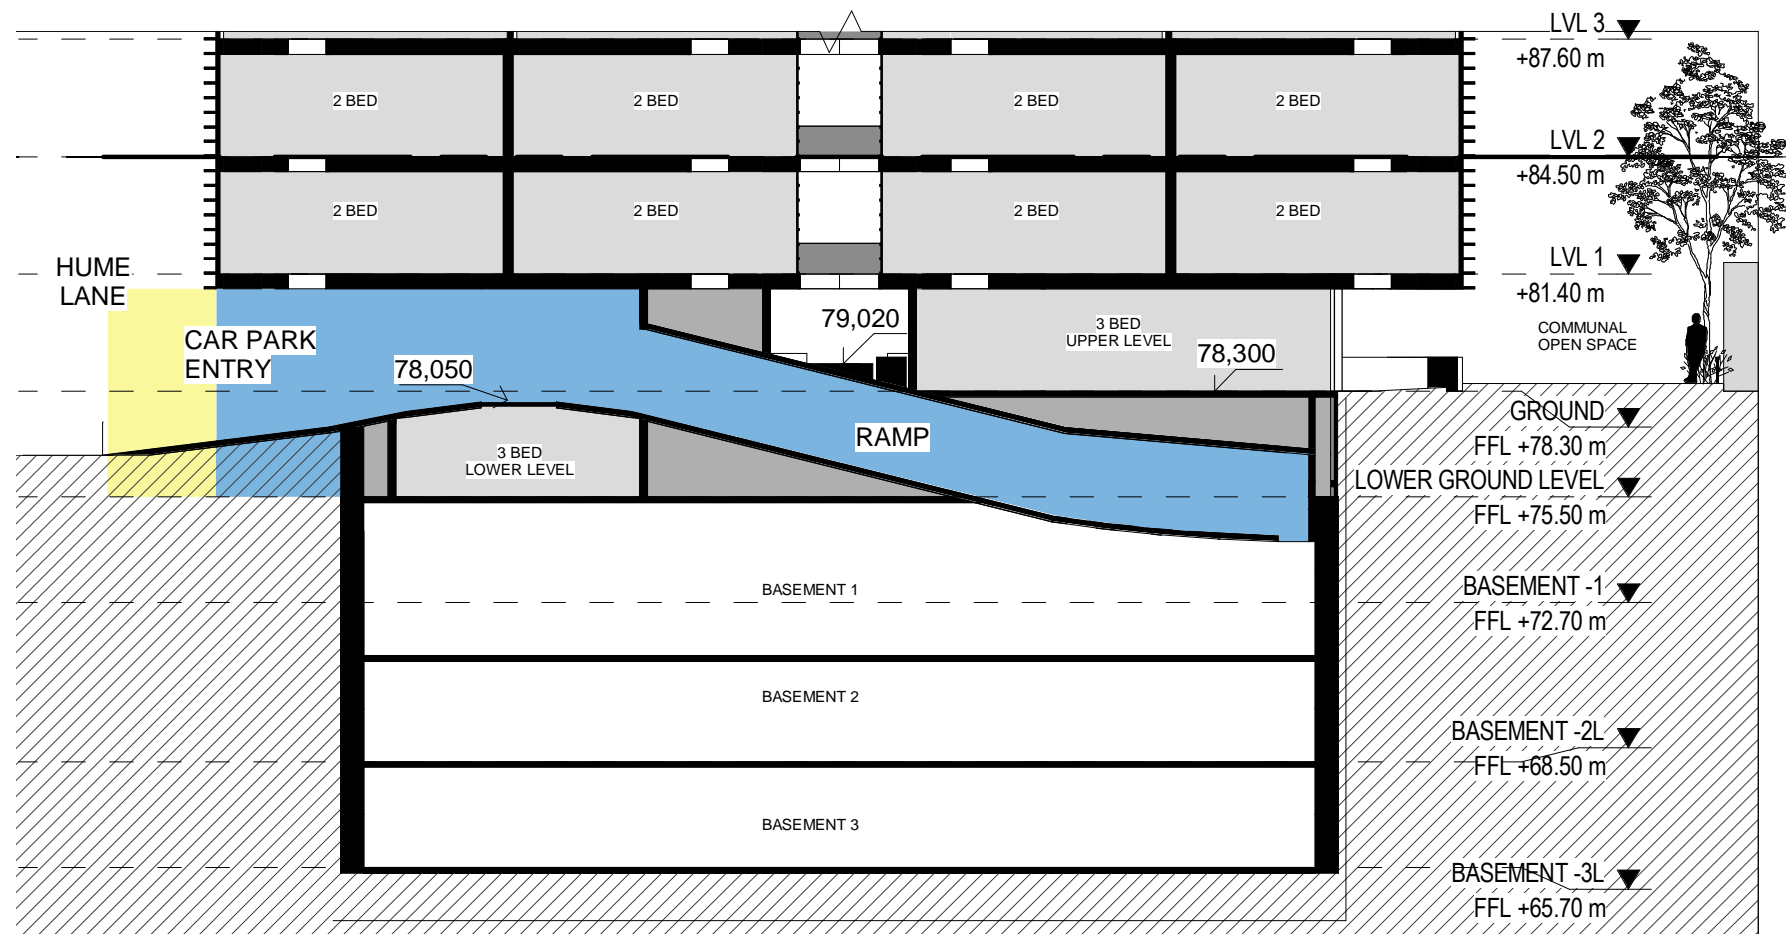 LVL 3
+87.60 m
2 BED
2 BED
2 BED
2 BED
LVL 2
+84.50 m
2 BED
2 BED
2 BED
2 BED
LVL 1
+81.40 m
HUME
LANE
CAR PARK
ENTRY
78,050
79,020
3 BED
UPPER LEVEL
78,300
COMMUNAL
OPEN SPACE
GROUND
FFL +78.30 m
RAMP
3 BED
LOWER LEVEL
LOWER GROUND LEVEL
FFL +75.50 m
BASEMENT 1
BASEMENT -1
FFL +72.70 m
BASEMENT 2
BASEMENT -2L
FFL +68.50 m
BASEMENT 3
BASEMENT -3L
FFL +65.70 m